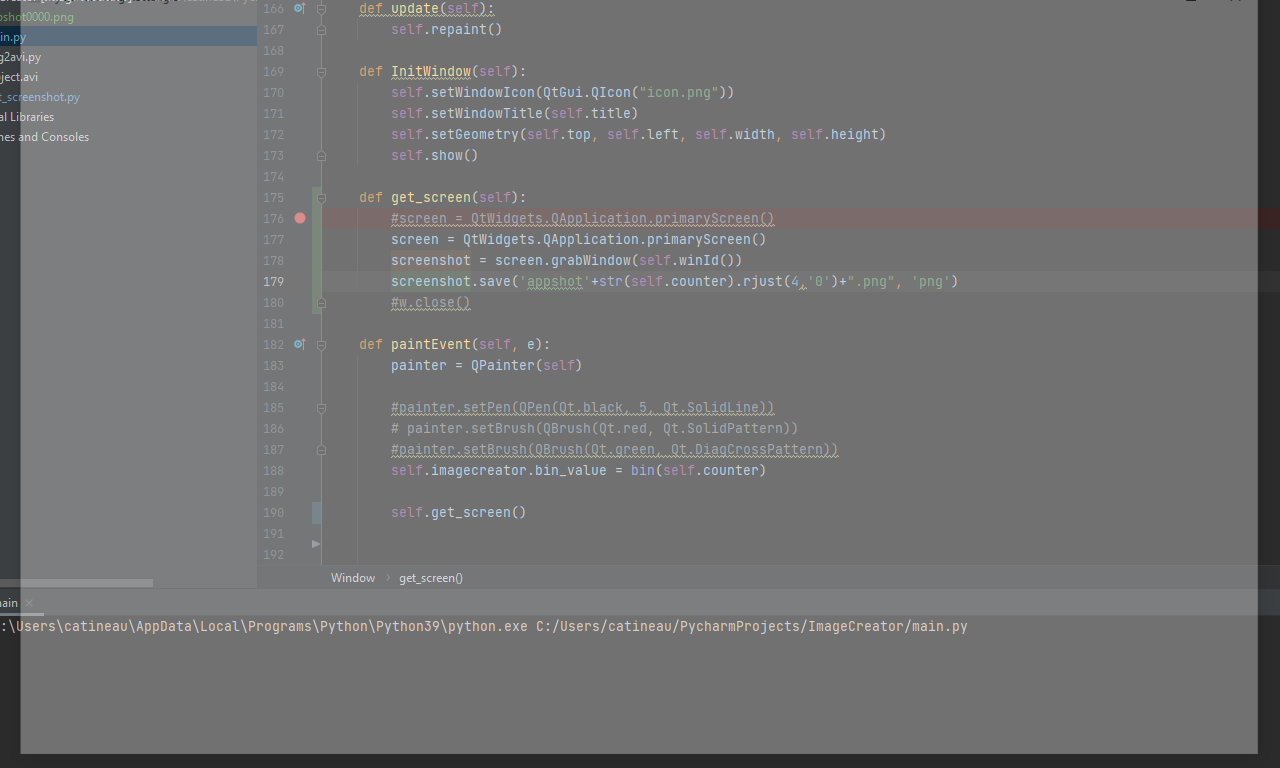 pshot0000.png
in.py
g2avi.py
ject.avi
t_screenshot.py
al Libraries
hes and Consoles
166 def update(self):
167 self.repaint()
168
169 def InitWindow(self):
170 self.setWindowIcon(QtGui.QIcon("icon.png"))
171 self.setWindowTitle(self.title)
172 self.setGeometry(self.top, self.left, self.width, self.height)
173 self.show()
174
175 def get_screen(self):
176 #screen = QtWidgets.QApplication.primaryScreen()
177 screen = QtWidgets.QApplication.primaryScreen()
178 screenshot = screen.grabWindow(self.winId())
179 screenshot.save('appshot'+str(self.counter).rjust(4,'0')+".png", 'png')
180 #w.close()
181
182 def paintEvent(self, e):
183 painter = QPainter(self)
184
185 #painter.setPen(QPen(Qt.black, 5, Qt.SolidLine))
186 # painter.setBrush(QBrush(Qt.red, Qt.SolidPattern))
187 #painter.setBrush(QBrush(Qt.green, Qt.DiagCrossPattern))
188 self.imagecreator.bin_value = bin(self.counter)
189
190 self.get_screen()
191
192
Window › get_screen()
main ×
:\Users\catineau\AppData\Local\Programs\Python\Python39\python.exe C:/Users/catineau/PycharmProjects/ImageCreator/main.py